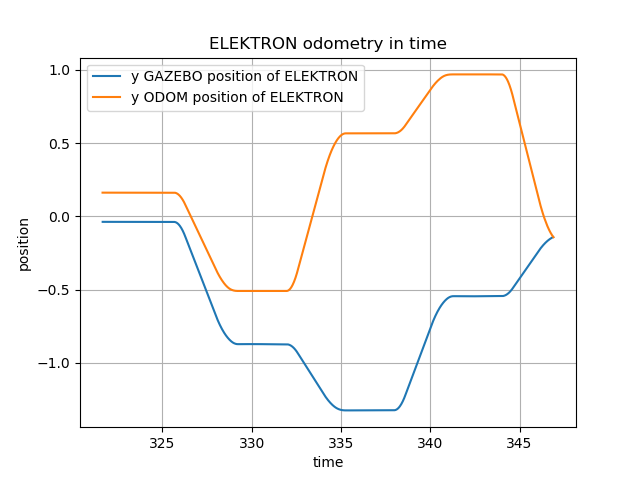 ELEKTRON odometry in time
y GAZEBO position of ELEKTRON
y ODOM position of ELEKTRON
position
1.0
0.5
0.0
−0.5
−1.0
325 330 335 340 345
time